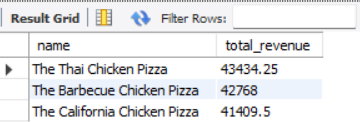 Result Grid Filter Rows:
name total_revenue
The Thai Chicken Pizza 43434.25
The Barbecue Chicken Pizza 42768
The California Chicken Pizza 41409.5